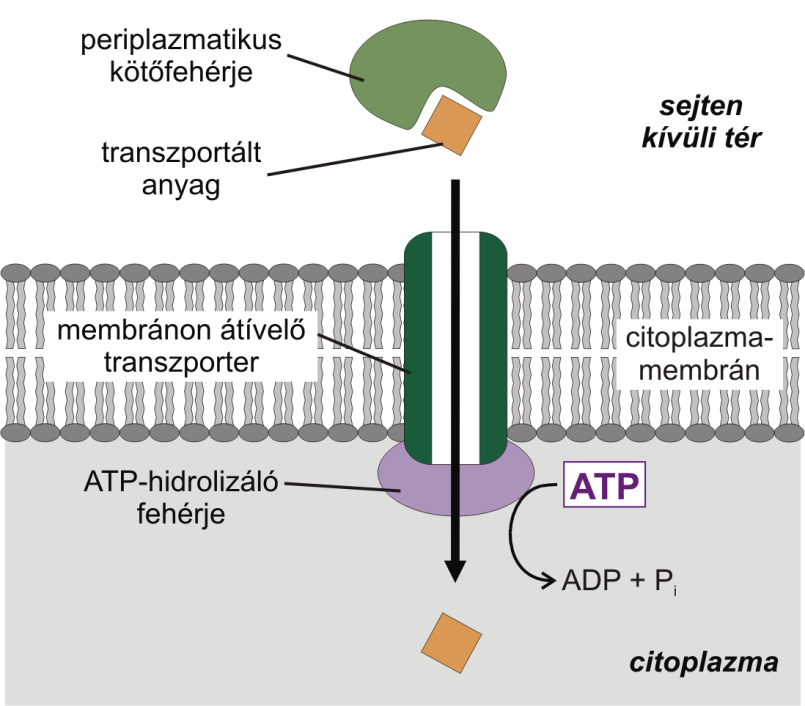 periplazmatikus
kötőfehérje
sejten
kívüli tér
transzportált
anyag
membránon átívelő
transzporter
citoplazma-
membrán
ATP-hidrolizáló
fehérje
ATP
ADP + Pi
citoplazma